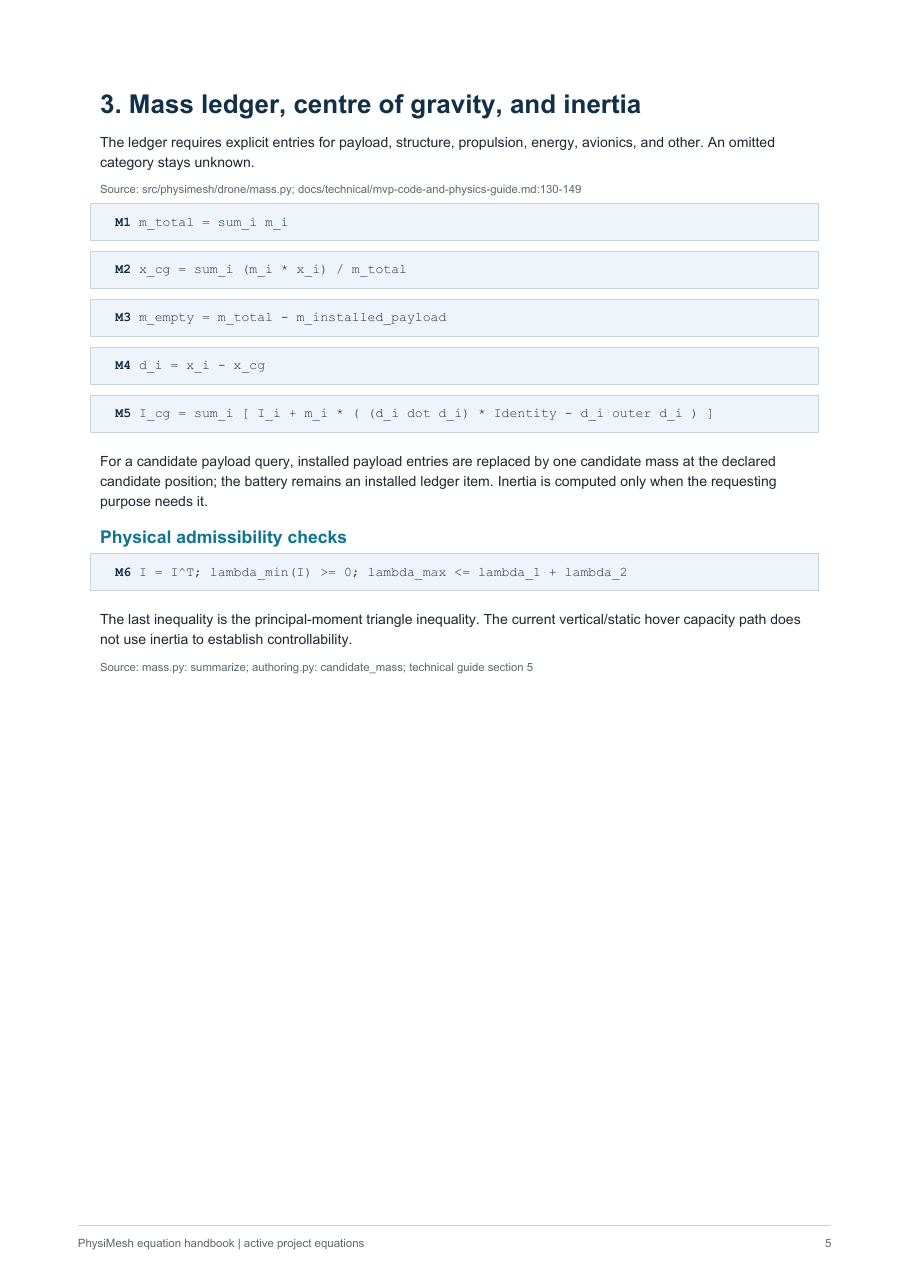 3. Mass ledger, centre of gravity, and inertia
The ledger requires explicit entries for payload, structure, propulsion, energy, avionics, and other. An omitted
category stays unknown.
Source: src/physimesh/drone/mass.py; docs/technical/mvp-code-and-physics-guide.md:130-149
M1 m_total = sum_i m_i
M2 x_cg = sum_i (m_i * x_i) / m_total
M3 m_empty = m_total - m_installed_payload
M4 d_i = x_i - x_cg
M5 I_cg = sum_i [ I_i + m_i * ( (d_i dot d_i) * Identity - d_i outer d_i ) ]
For a candidate payload query, installed payload entries are replaced by one candidate mass at the declared
candidate position; the battery remains an installed ledger item. Inertia is computed only when the requesting
purpose needs it.
Physical admissibility checks
M6 I = I^T; lambda_min(I) >= 0; lambda_max <= lambda_1 + lambda_2
The last inequality is the principal-moment triangle inequality. The current vertical/static hover capacity path does
not use inertia to establish controllability.
Source: mass.py: summarize; authoring.py: candidate_mass; technical guide section 5
PhysiMesh equation handbook | active project equations
5